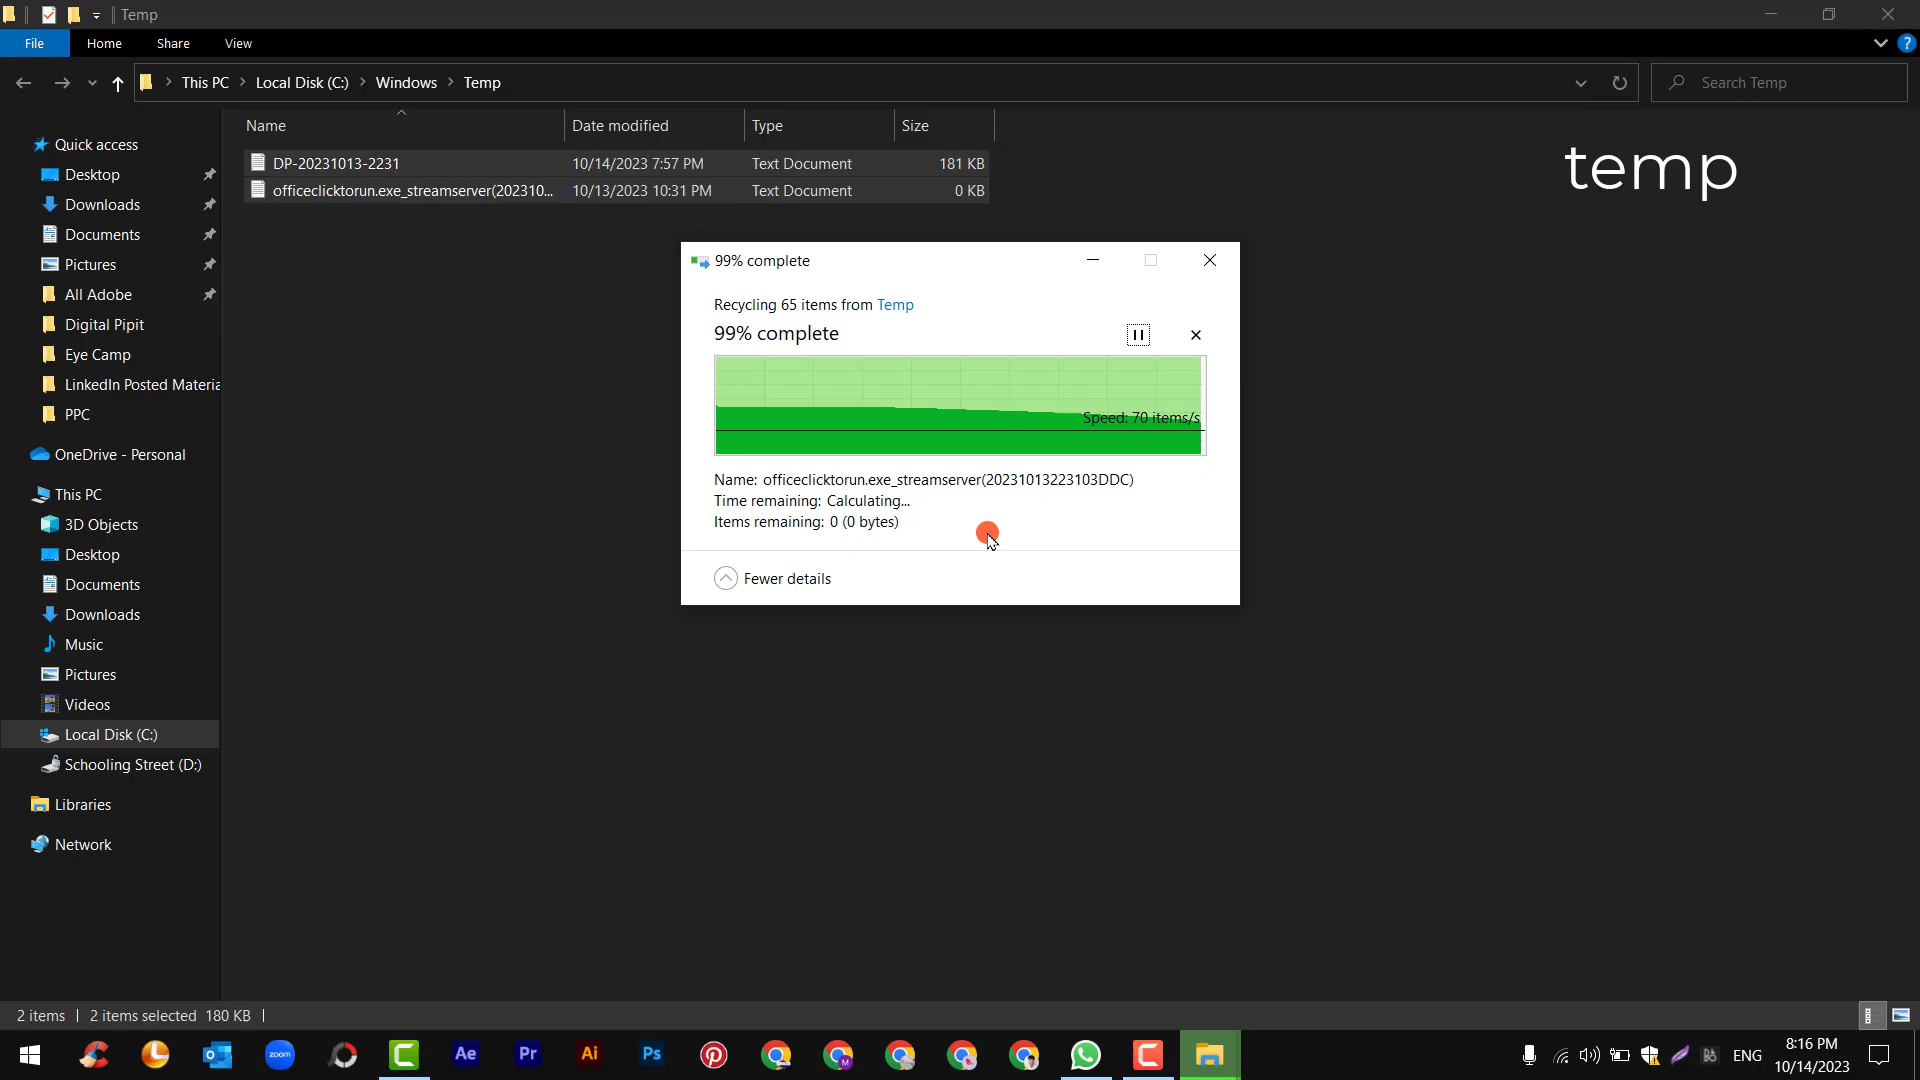 Temp
File Home Share View
This PC Local Disk (C:) Windows Temp
Search Temp
Name Date modified Type Size
DP-20231013-2231 10/14/2023 7:57 PM Text Document 181 KB
officeclicktorun.exe_streamserver(202310... 10/13/2023 10:31 PM Text Document 0 KB
temp
Quick access
Desktop
Downloads
Documents
Pictures
All Adobe
Digital Pipit
Eye Camp
LinkedIn Posted Materia
PPC
OneDrive - Personal
This PC
3D Objects
Desktop
Documents
Downloads
Music
Pictures
Videos
Local Disk (C:)
Schooling Street (D:)
Libraries
Network
99% complete
Recycling 65 items from Temp
99% complete
Speed: 70 items/s
Name: officeclicktorun.exe_streamserver(20231013223103DDC)
Time remaining: Calculating...
Items remaining: 0 (0 bytes)
Fewer details
2 items 2 items selected 180 KB
zoom Ae Pr Ai Ps ENG
8:16 PM
10/14/2023